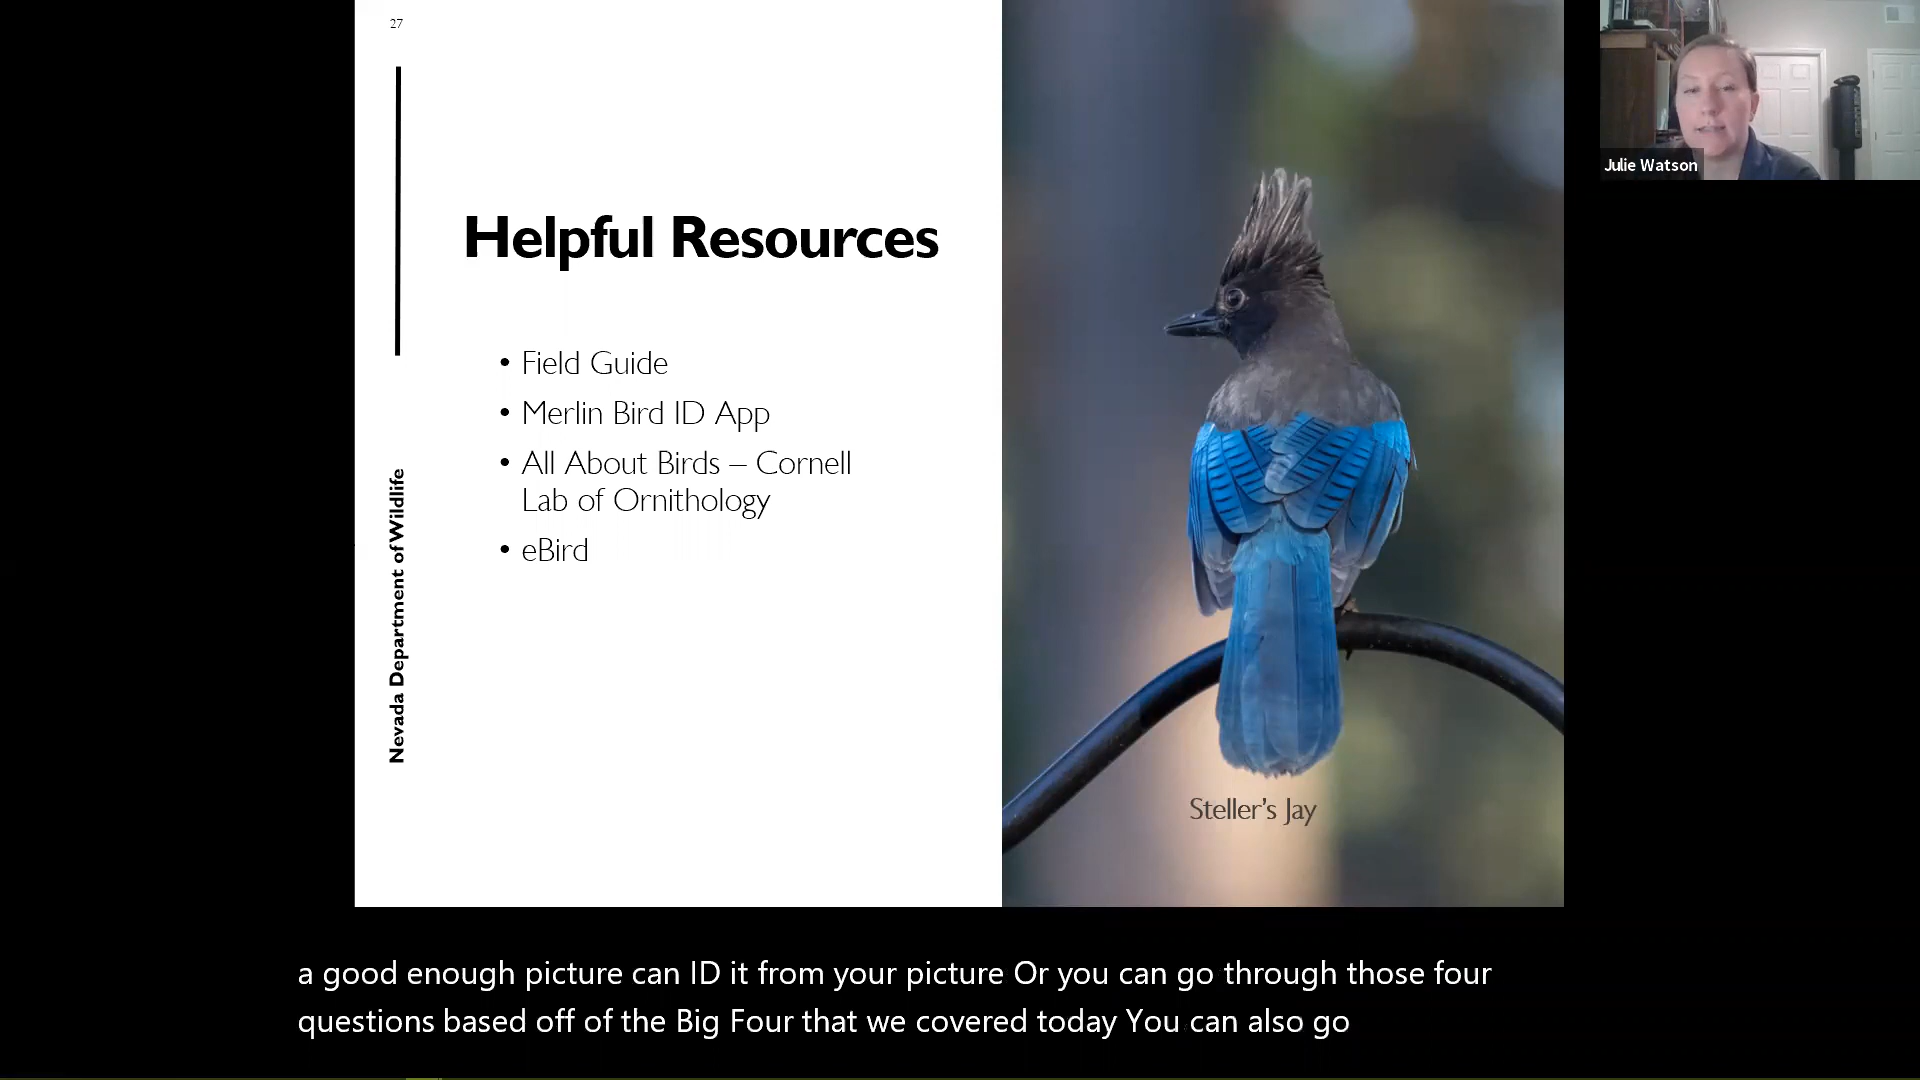 27
Helpful Resources
• Field Guide
• Merlin Bird ID App
• All About Birds – Cornell
Lab of Ornithology
• eBird
Nevada Department of Wildlife
Steller's Jay
Julie Watson
a good enough picture can ID it from your picture Or you can go through those four
questions based off of the Big Four that we covered today You can also go